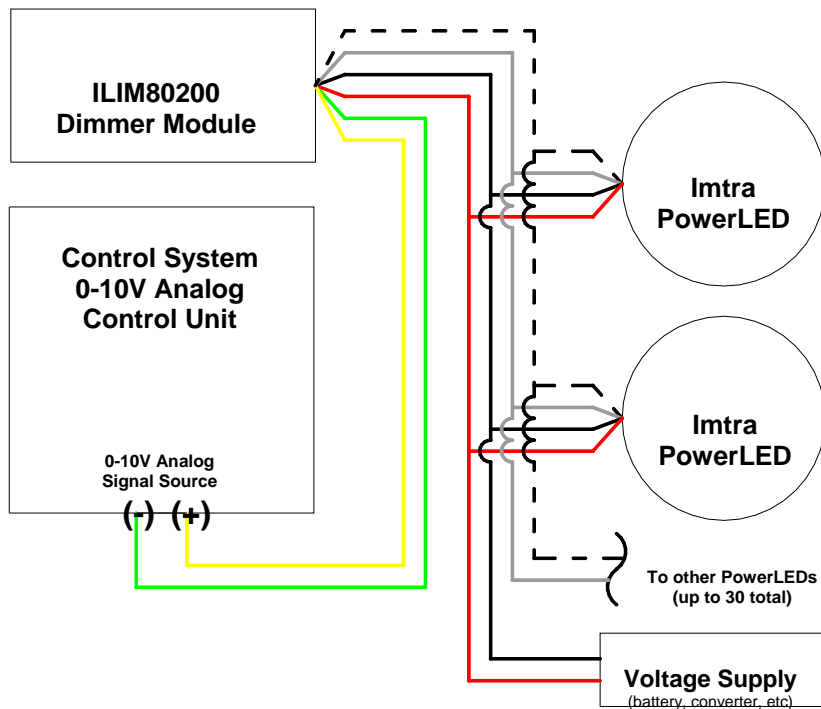 ILIM80200
Dimmer Module
Imtra
PowerLED
Control System
0-10V Analog
Control Unit
0-10V Analog
Signal Source
(-) (+)
Imtra
PowerLED
To other PowerLEDs
(up to 30 total)
Voltage Supply
(battery, converter, etc)